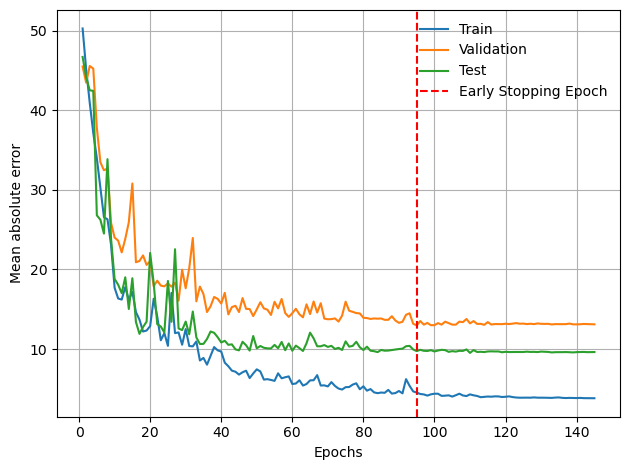 50
40
30
20
10
Mean absolute error
Train
Validation
Test
Early Stopping Epoch
0 20 40 60 80 100 120 140
Epochs